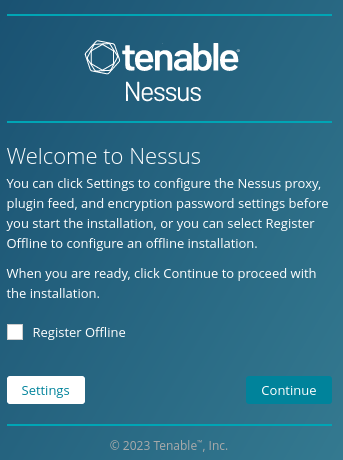 tenable
Nessus
Welcome to Nessus
You can click Settings to configure the Nessus proxy,
plugin feed, and encryption password settings before
you start the installation, or you can select Register
Offline to configure an offline installation.
When you are ready, click Continue to proceed with
the installation.
Register Offline
Settings
Continue
© 2023 Tenable™, Inc.